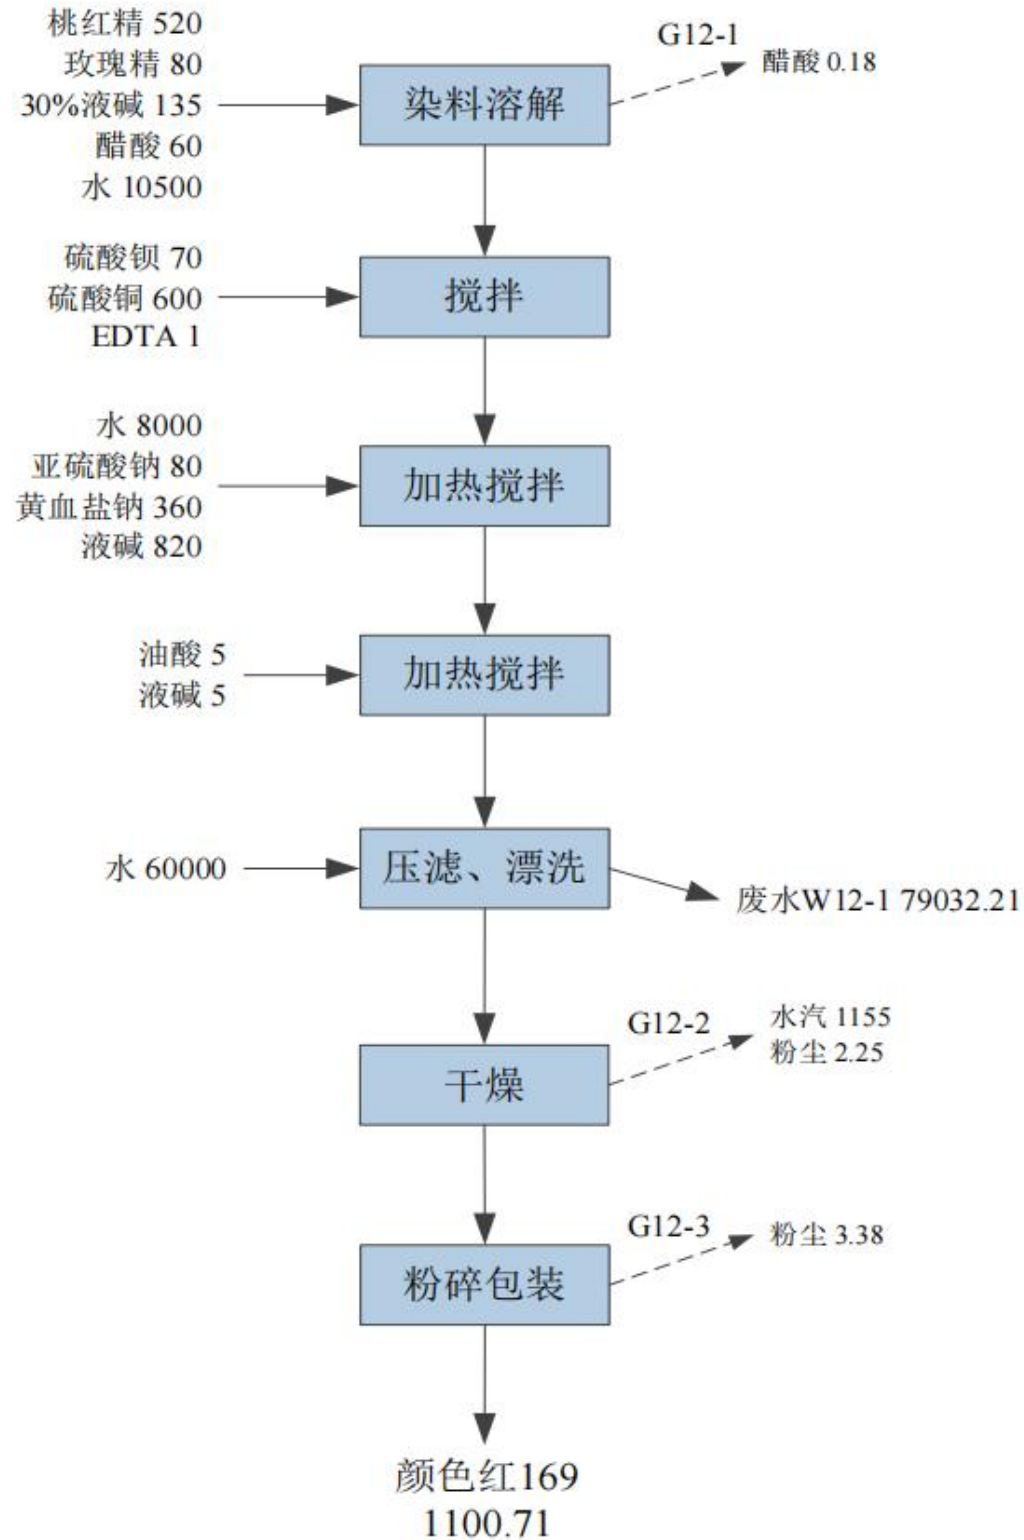 桃红精 520
玫瑰精 80
30%液碱 135
醋酸 60
水 10500
染料溶解
G12-1
醋酸 0.18
硫酸钡 70
硫酸铜 600
EDTA 1
搅拌
水 8000
亚硫酸钠 80
黄血盐钠 360
液碱 820
加热搅拌
油酸 5
液碱 5
加热搅拌
水 60000
压滤、漂洗
废水W12-1 79032.21
干燥
G12-2
水汽 1155
粉尘 2.25
粉碎包装
G12-3
粉尘 3.38
颜色红169
1100.71